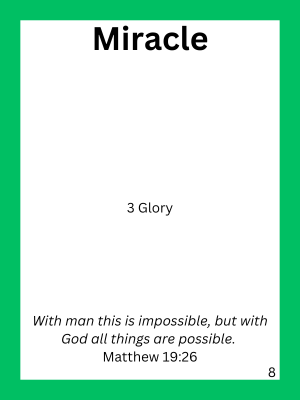 Miracle
3 Glory
With man this is impossible, but with
God all things are possible.
Matthew 19:26
8